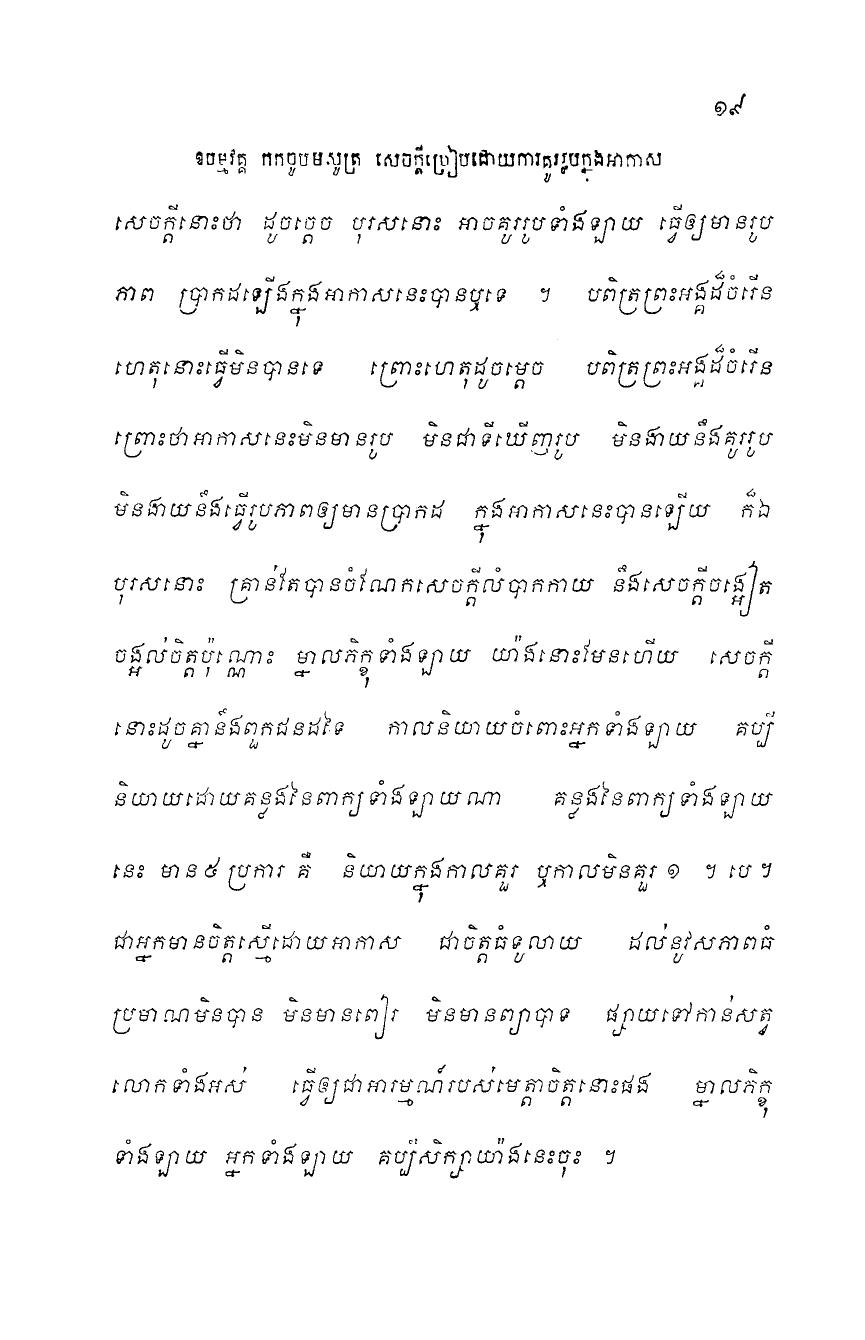 ១៩
ឧបម្មវគ្គ កកចូបមសូត្រ សេចក្ដីប្រៀបដោយការគូររូបក្នុងអាកាស
សេចក្ដីនោះថា ដូចម្ដេច បុរសនោះ អាចគូររូបទាំងឡាយ ធ្វើឲ្យមានរូប
ភាព ប្រាកដឡើងក្នុងអាកាសនេះបានឬទេ ។ បពិត្រព្រះអង្គដ៏ចំរើន
ហេតុនោះធ្វើមិនបានទេ ព្រោះហេតុដូចម្ដេច បពិត្រព្រះអង្គដ៏ចំរើន
ព្រោះថាអាកាសនេះមិនមានរូប មិនជាទីឃើញរូប មិនងាយនឹងគូររូប
មិនងាយនឹងធ្វើរូបភាពឲ្យមានប្រាកដ ក្នុងអាកាសនេះបានឡើយ ក៏ឯ
បុរសនោះ គ្រាន់តែបានចំណែកសេចក្ដីលំបាកកាយ នឹងសេចក្ដីចង្អៀត
ចង្អល់ចិត្តប៉ុណ្ណោះ ម្នាលភិក្ខុទាំងឡាយ យ៉ាងនោះមែនហើយ សេចក្ដី
នោះដូចគ្នានឹងពួកជនដទៃ កាលនិយាយចំពោះអ្នកទាំងឡាយ គប្បី
និយាយដោយគន្លងនៃពាក្យទាំងឡាយណា គន្លងនៃពាក្យទាំងឡាយ
នេះ មាន៥ប្រការ គឺ និយាយក្នុងកាលគួរ ឬកាលមិនគួរ ១ ។ បេ ។
ជាអ្នកមានចិត្តស្មើដោយអាកាស ជាចិត្តធំទូលាយ ដល់នូវសភាពធំ
ប្រមាណមិនបាន មិនមានពៀរ មិនមានព្យាបាទ ផ្សាយទៅកាន់សត្វ
លោកទាំងអស់ ធ្វើឲ្យជាអារម្មណ៍របស់មេត្តាចិត្តនោះផង ម្នាលភិក្ខុ
ទាំងឡាយ អ្នកទាំងឡាយ គប្បីសិក្សាយ៉ាងនេះចុះ ។